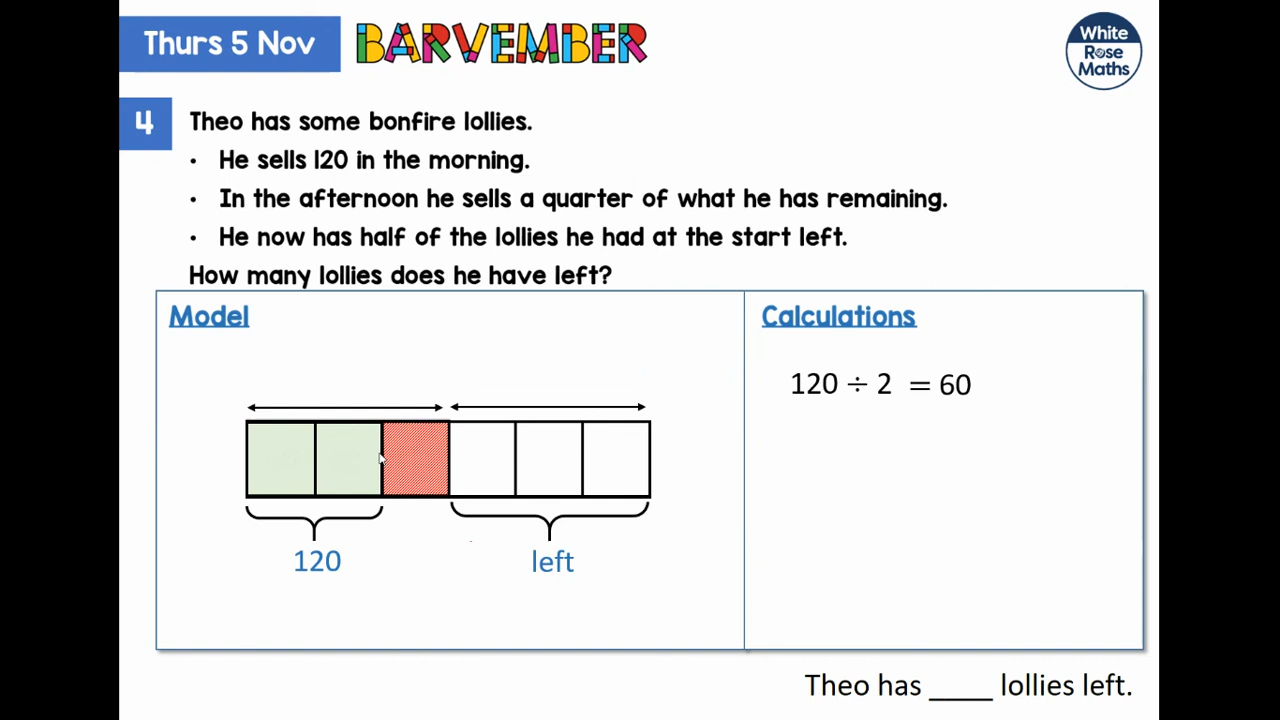 Thurs 5 Nov
BARVEMBER
White
Rose
Maths
4
Theo has some bonfire lollies.
• He sells 120 in the morning.
• In the afternoon he sells a quarter of what he has remaining.
• He now has half of the lollies he had at the start left.
How many lollies does he have left?
Model
120
left
Calculations
120 ÷ 2 = 60
Theo has ____ lollies left.